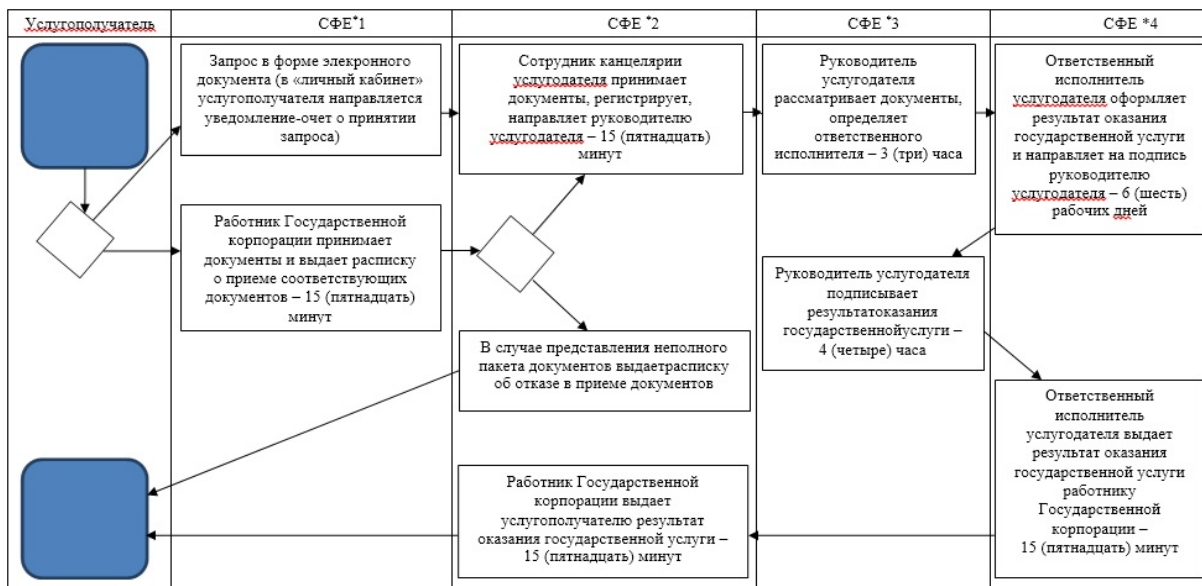 Услугополучатель
СФЕ*1
СФЕ *2
СФЕ *3
СФЕ *4
Запрос в форме элекронного
документа (в «личный кабинет»
услугополучателя направляется
уведомление-очет о принятии
запроса)
Сотрудник канцелярии
услугодателя принимает
документы, регистрирует,
направляет руководителю
услугодателя – 15 (пятнадцать)
минут
Руководитель
услугодателя
рассматривает документы,
определяет
ответственного
исполнителя – 3 (три) часа
Ответственный
исполнитель
услугодателя оформляет
результат оказания
государственной услуги
и направляет на подпись
руководителю
услугодателя – 6 (шесть)
рабочих дней
Работник Государственной
корпорации принимает
документы и выдает расписку
о приеме соответствующих
документов – 15 (пятнадцать)
минут
Руководитель услугодателя
подписывает
результатоказания
государственнойуслуги –
4 (четыре) часа
В случае представления неполного
пакета документов выдаетрасписку
об отказе в приеме документов
Ответственный
исполнитель
услугодателя выдает
результат оказания
государственной услуги
работнику
Государственной
корпорации –
15 (пятнадцать) минут
Работник Государственной
корпорации выдает
услугополучателю результат
оказания государственной услуги –
15 (пятнадцать) минут